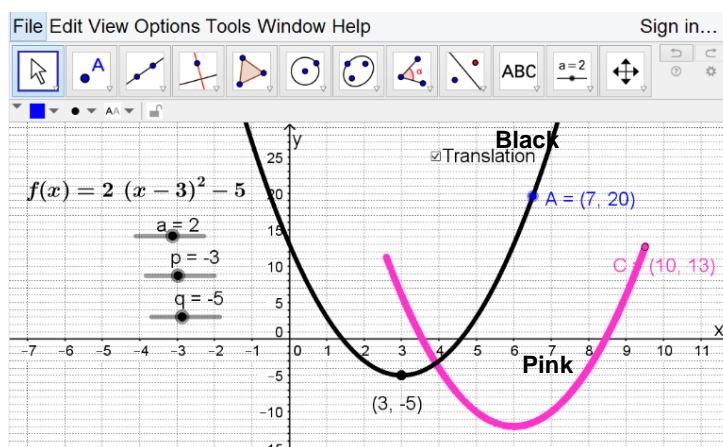 File Edit View Options Tools Window Help Sign in...
A ABC a=2
AA
Black
y
Translation
f(x) = 2 (x − 3)² − 5
a = 2
p = -3
q = -5
A = (7, 20)
C = (10, 13)
25
20
15
10
5
0
−5
−10
−15
−7 −6 −5 −4 −3 −2 −1 0 1 2 3 4 5 6 7 8 9 10 11
x
Pink
(3, -5)